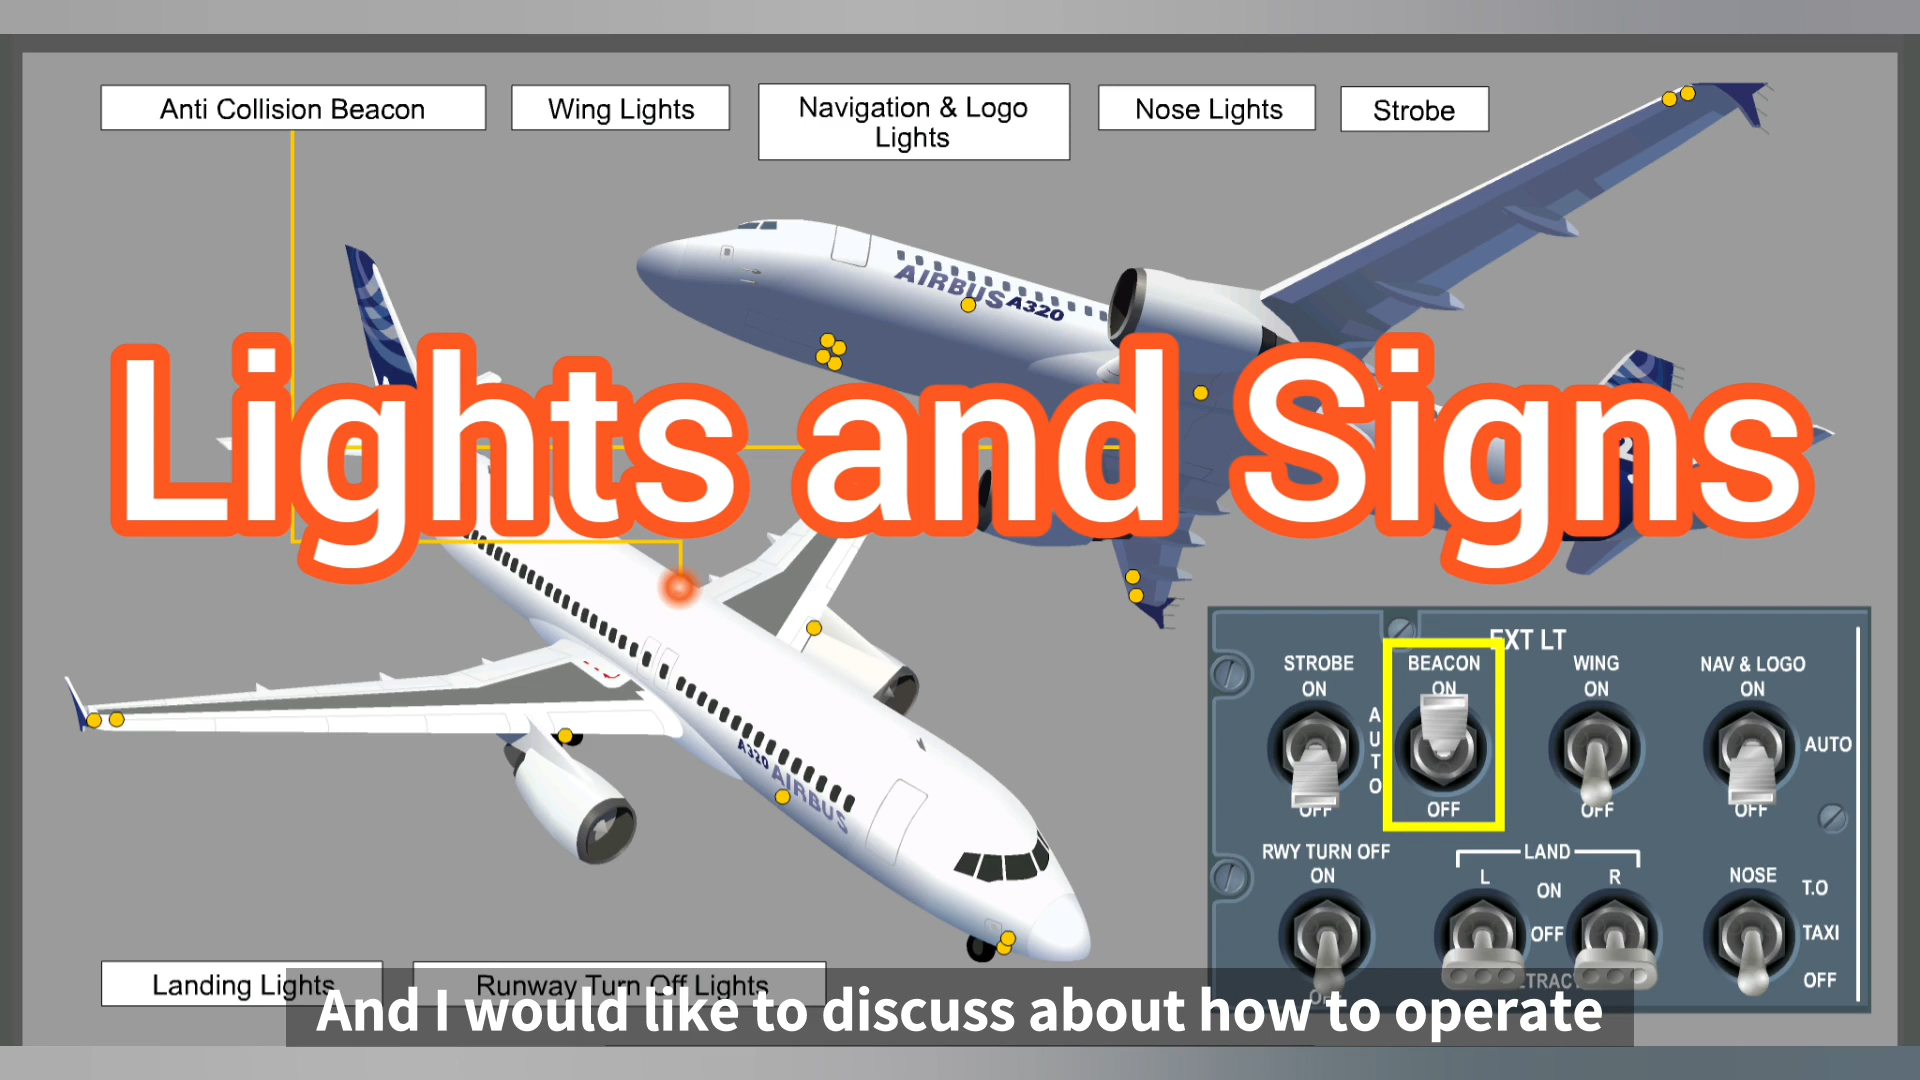 Anti Collision Beacon
Wing Lights
Navigation & Logo
Lights
Nose Lights
Strobe
AIRBUS A320
Lights and Signs
EXT LT
STROBE
BEACON
WING
NAV & LOGO
ON
ON
ON
ON
AUTO
AUTO
OFF
OFF
OFF
OFF
A320 AIRBUS
RWY TURN OFF
LAND
ON
L
R
NOSE
T.O
ON
OFF
TAXI
OFF
Landing Lights
Runway Turn Off Lights
And I would like to discuss about how to operate